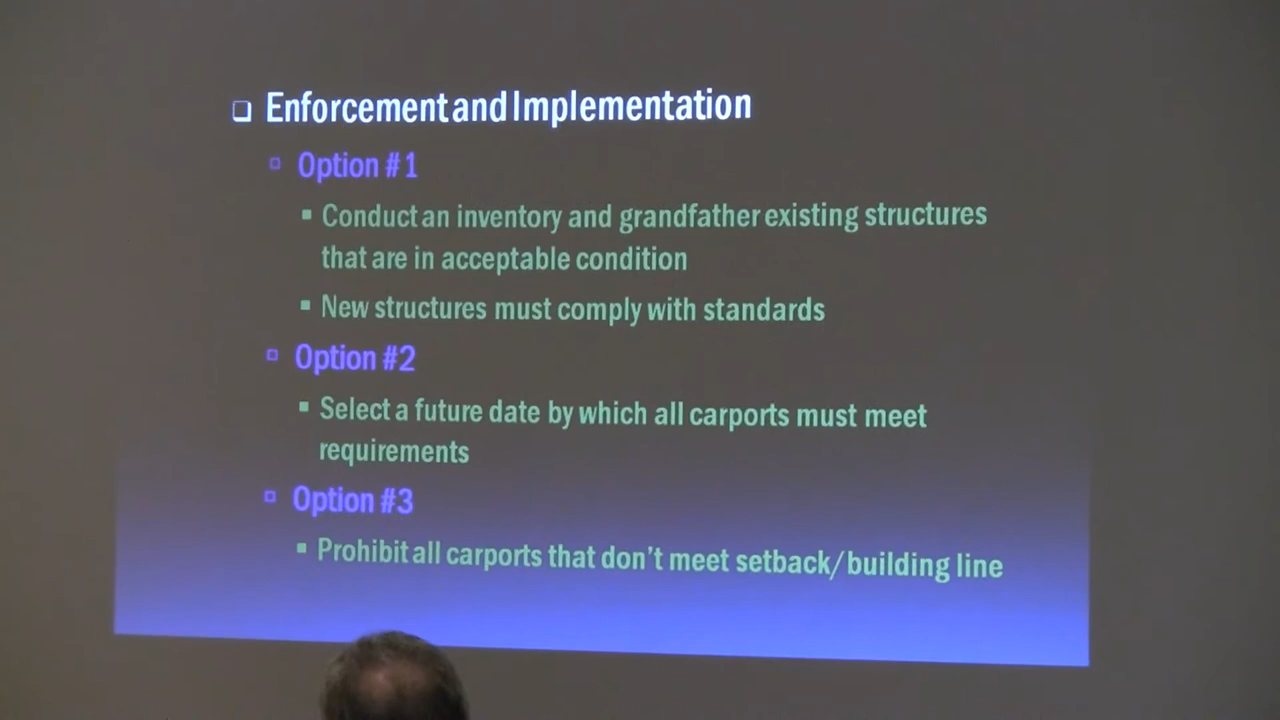 ❑ Enforcement and Implementation
▫ Option #1
▪ Conduct an inventory and grandfather existing structures
that are in acceptable condition
▪ New structures must comply with standards
▫ Option #2
▪ Select a future date by which all carports must meet
requirements
▫ Option #3
▪ Prohibit all carports that don’t meet setback/building line